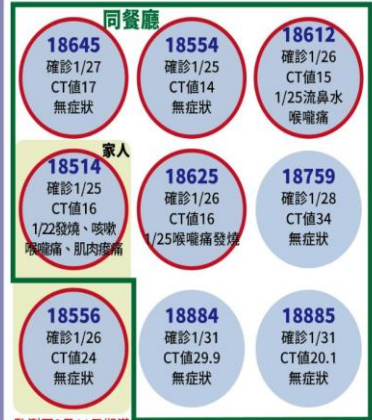 同餐廳
18645
確診1/27
CT值17
無症狀
18554
確診1/25
CT值14
無症狀
18612
確診1/26
CT值15
1/25流鼻水
喉嚨痛
家人
18514
確診1/25
CT值16
1/22發燒、咳嗽
喉嚨痛、肌肉痠痛
18625
確診1/26
CT值16
1/25喉嚨痛發燒
18759
確診1/28
CT值34
無症狀
18556
確診1/26
CT值24
無症狀
18884
確診1/31
CT值29.9
無症狀
18885
確診1/31
CT值20.1
無症狀